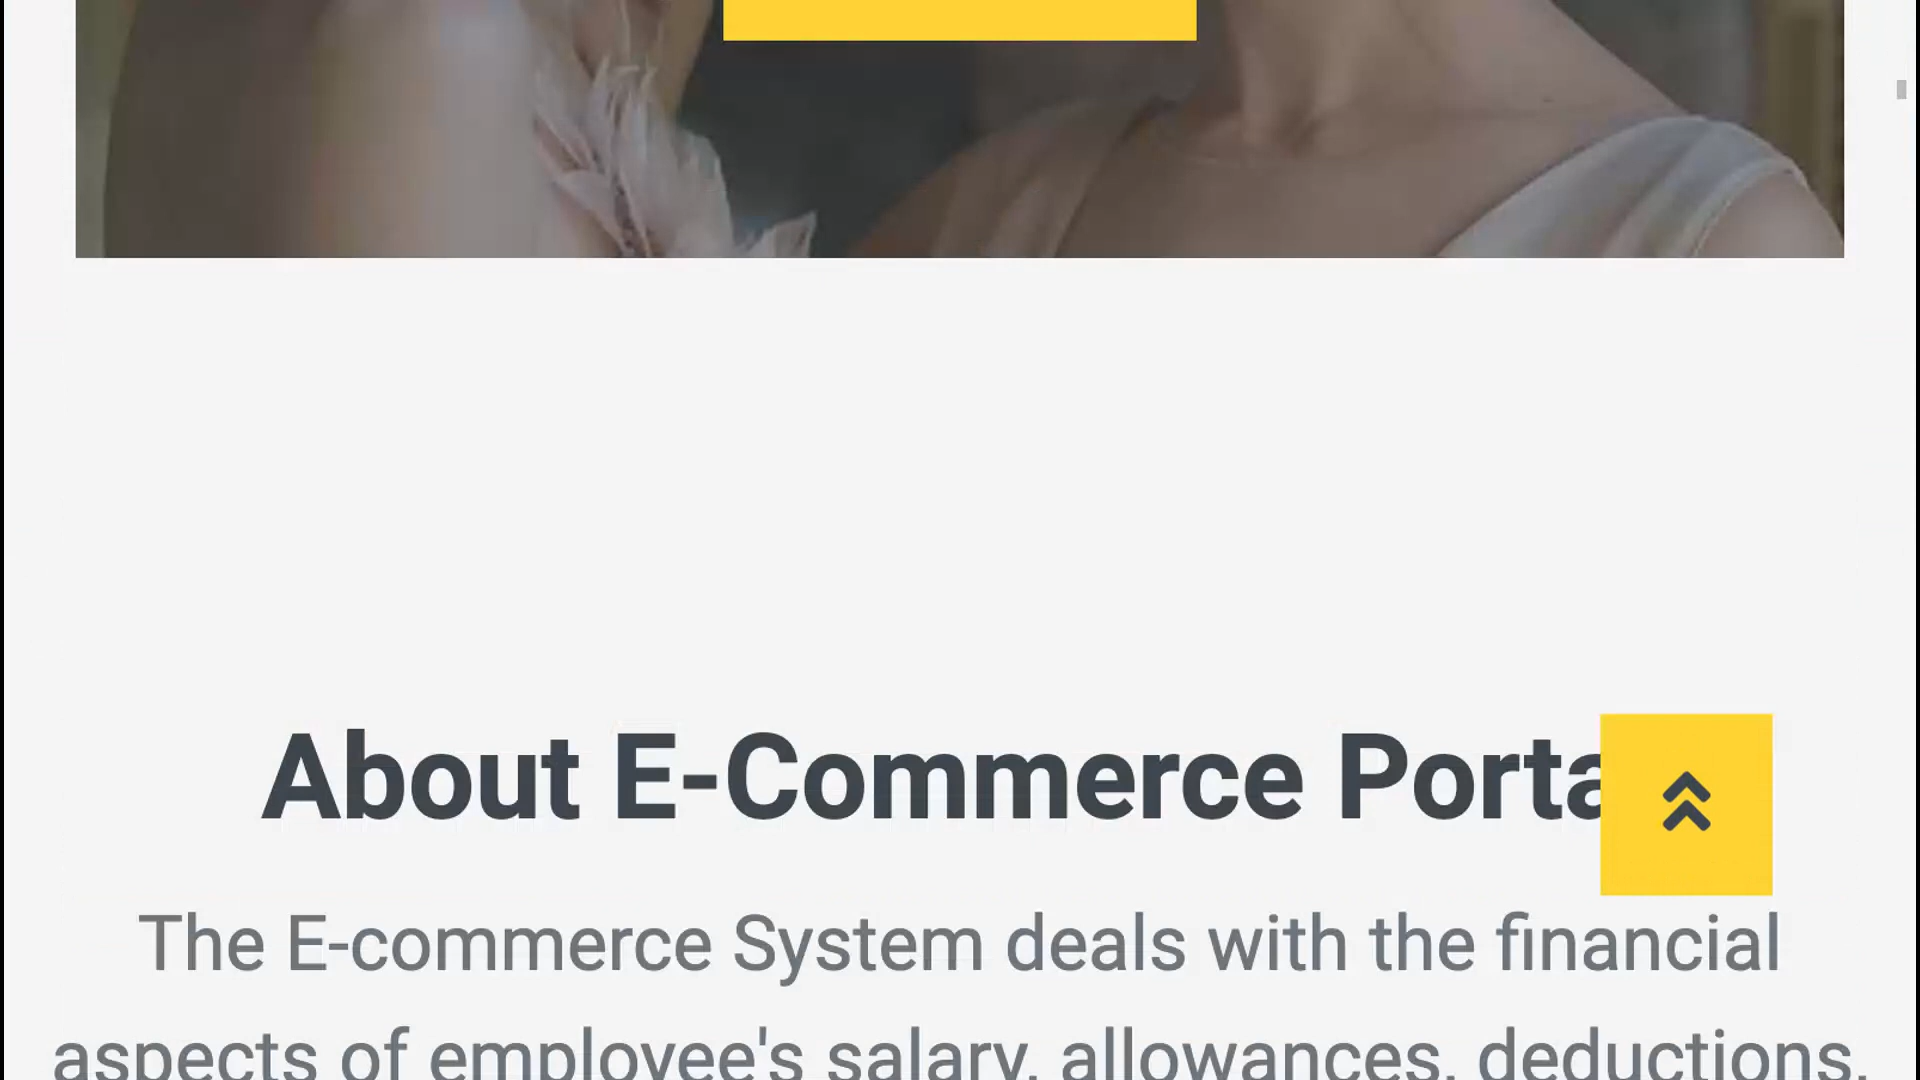 About E-Commerce Porta
The E-commerce System deals with the financial
aspects of employee's salary, allowances, deductions,